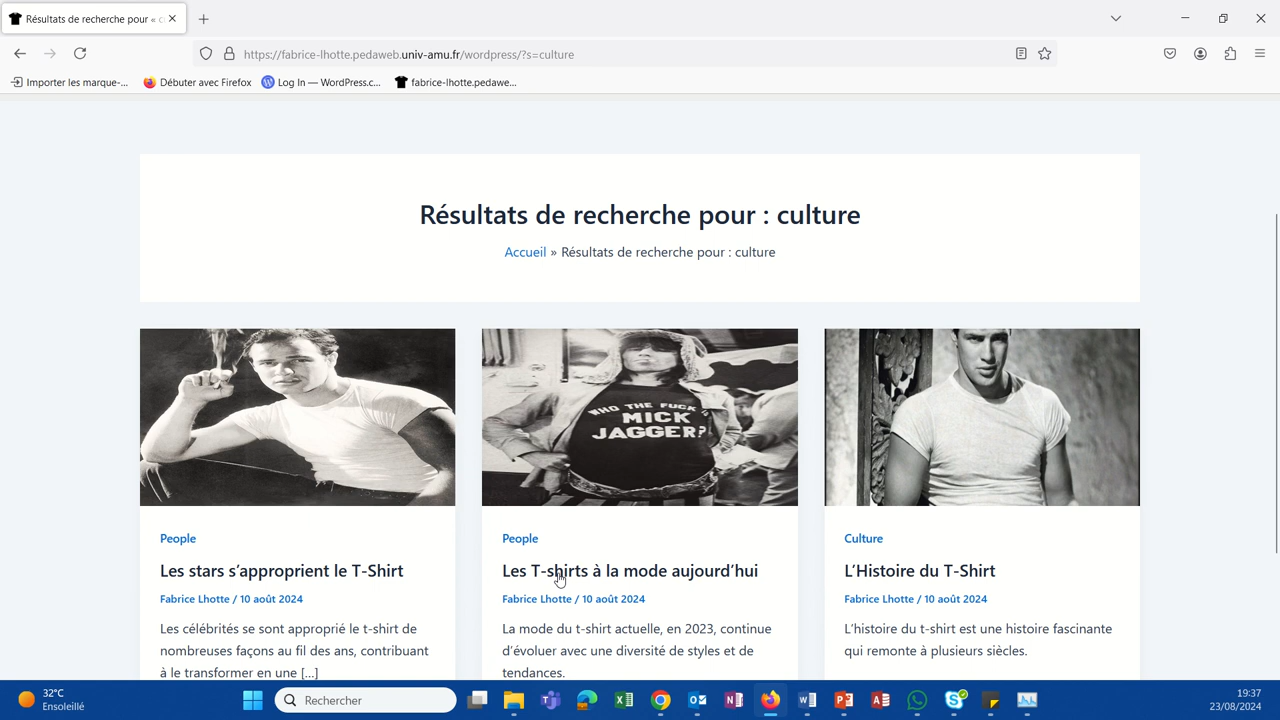 Résultats de recherche pour « c
https://fabrice-lhotte.pedaweb.univ-amu.fr/wordpress/?s=culture
Importer les marque-... Débuter avec Firefox Log In — WordPress.c... fabrice-lhotte.pedawe...
Résultats de recherche pour : culture
Accueil » Résultats de recherche pour : culture
WHO THE FUCK IS
MICK
JAGGER?
People
Les stars s’approprient le T-Shirt
Fabrice Lhotte / 10 août 2024
Les célébrités se sont approprié le t-shirt de
nombreuses façons au fil des ans, contribuant
à le transformer en une […]
People
Les T-shirts à la mode aujourd’hui
Fabrice Lhotte / 10 août 2024
La mode du t-shirt actuelle, en 2023, continue
d’évoluer avec une diversité de styles et de
tendances.
Culture
L’Histoire du T-Shirt
Fabrice Lhotte / 10 août 2024
L’histoire du t-shirt est une histoire fascinante
qui remonte à plusieurs siècles.
32°C
Ensoleillé
Rechercher
19:37
23/08/2024